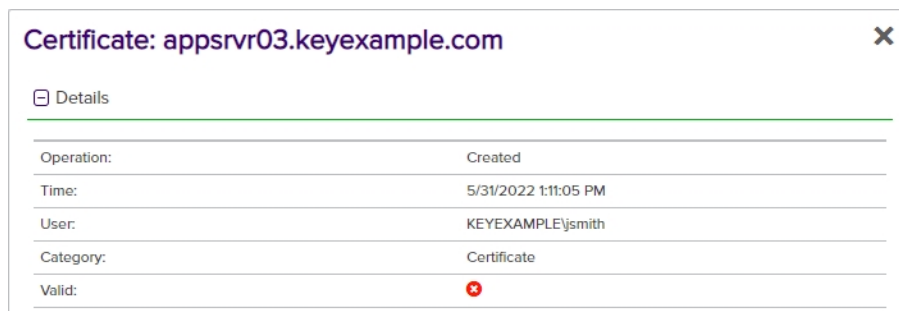 Certificate: appsrvr03.keyexample.com
Details
Operation: Created
Time: 5/31/2022 1:11:05 PM
User: KEYEXAMPLE\jsmith
Category: Certificate
Valid: